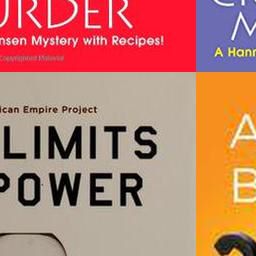 URDER
nsen Mystery with Recipes!
Copyrighted Material
M
A Hann
ican Empire Project
LIMITS
POWER
A
B